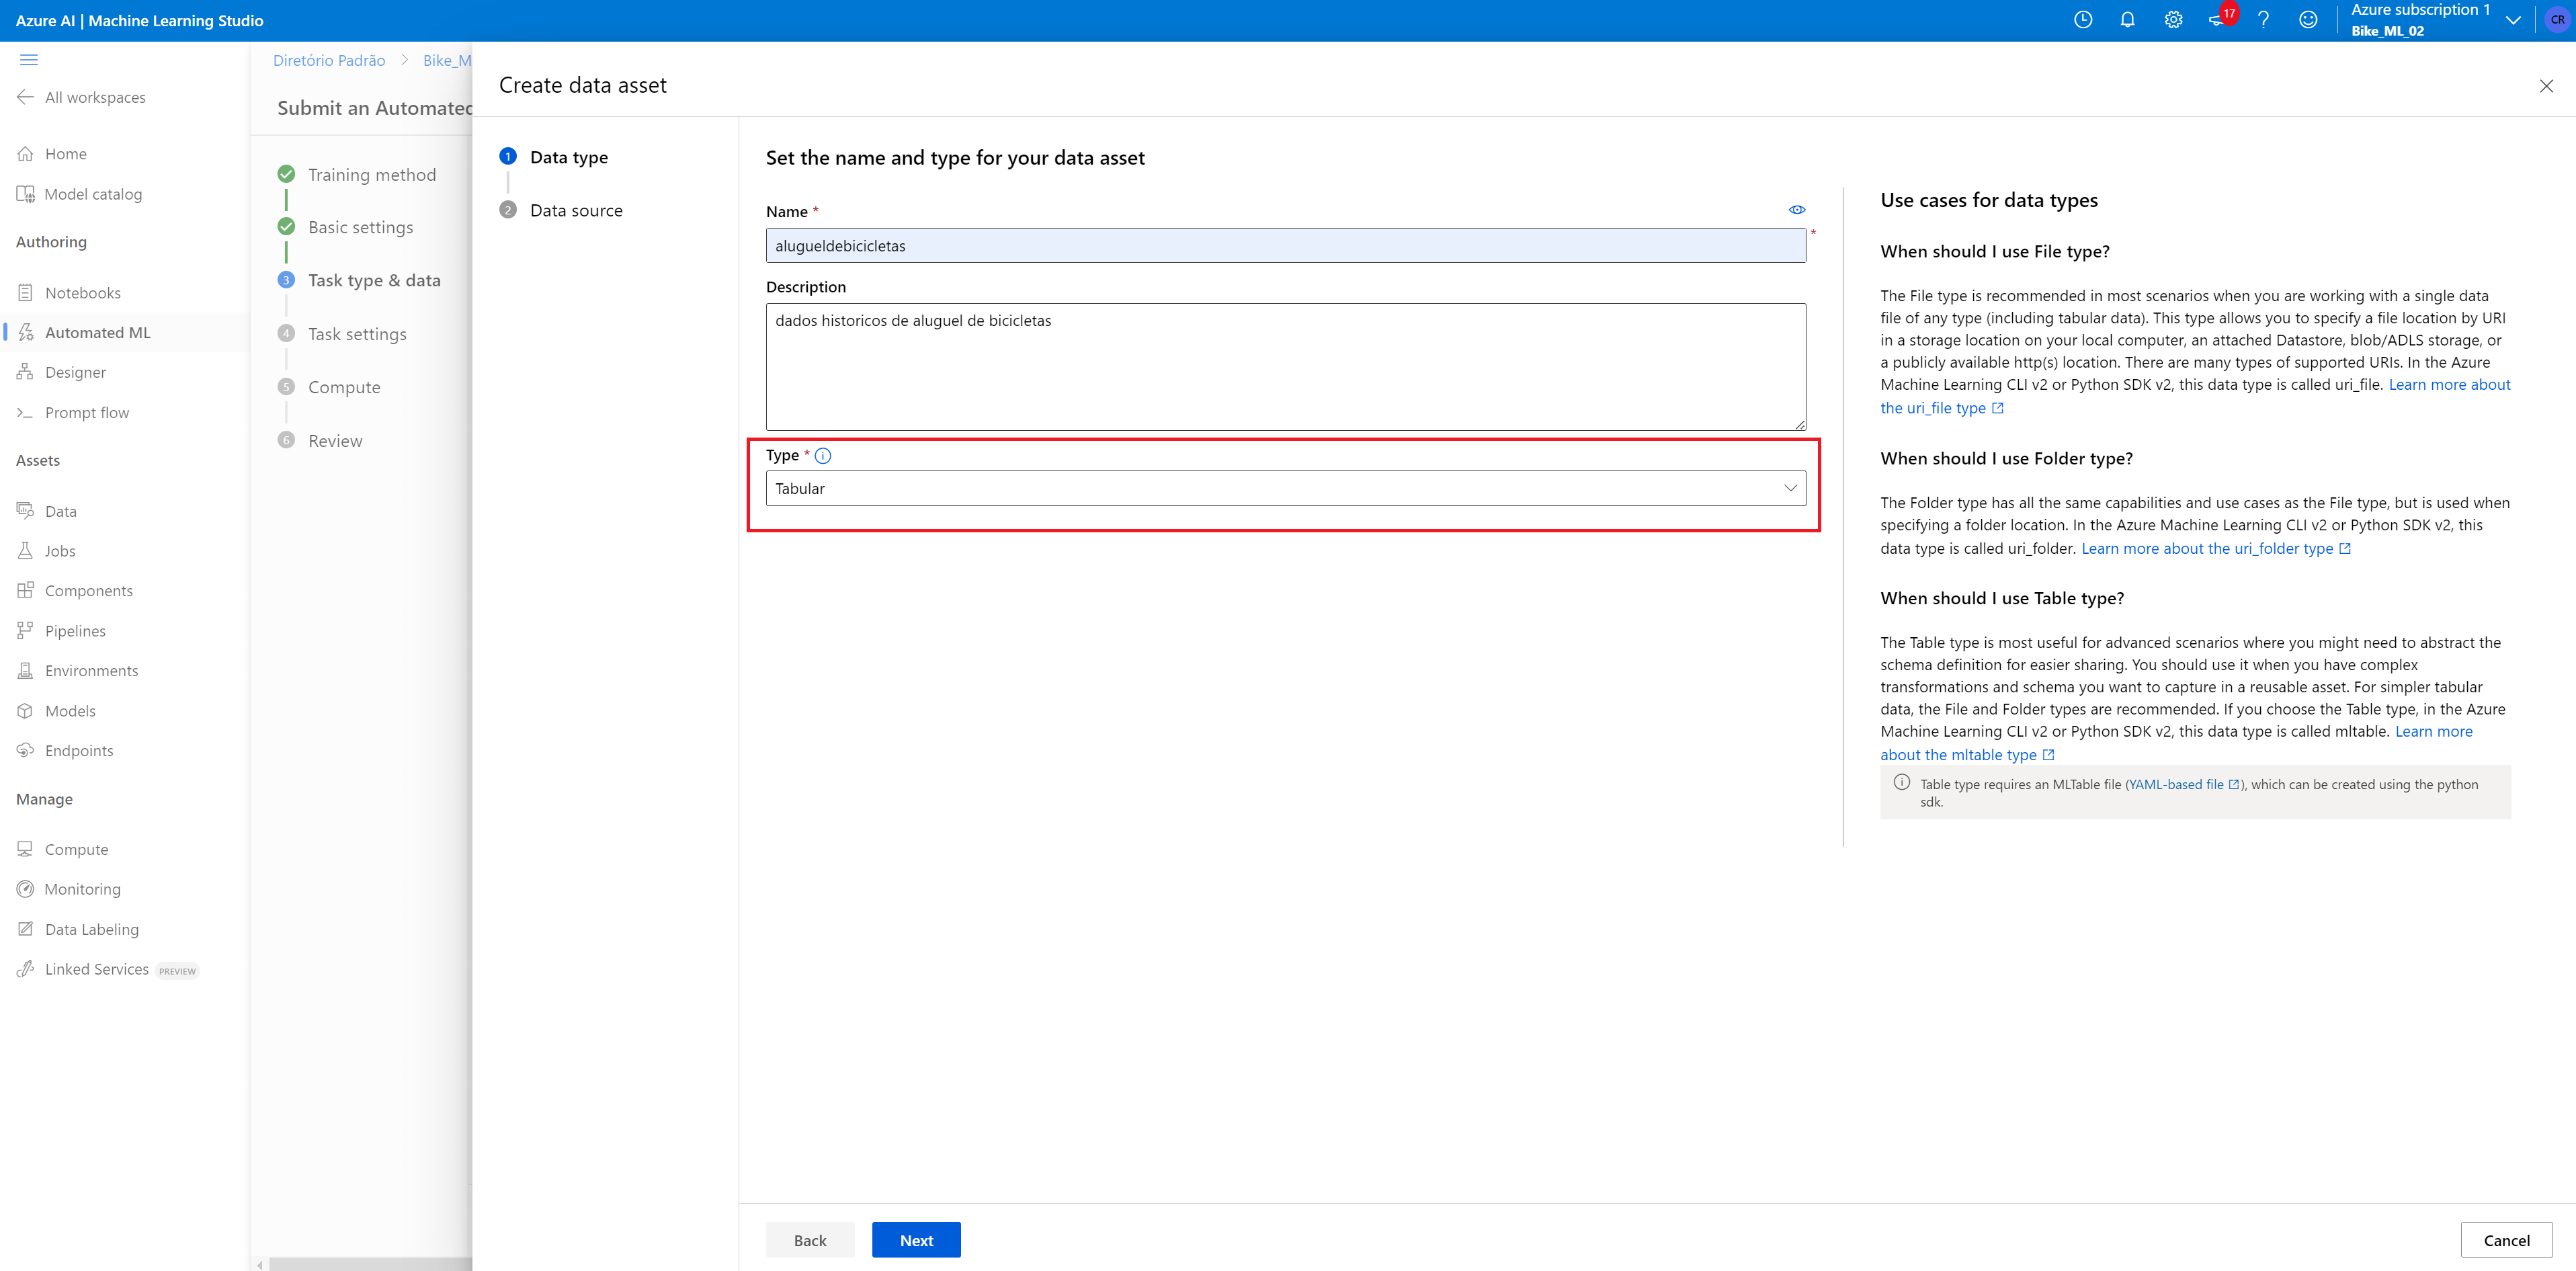 Azure AI | Machine Learning Studio
17
Azure subscription 1
Bike_ML_02
CR
All workspaces
Home
Model catalog
Authoring
Notebooks
Automated ML
Designer
Prompt flow
Assets
Data
Jobs
Components
Pipelines
Environments
Models
Endpoints
Manage
Compute
Monitoring
Data Labeling
Linked Services PREVIEW
Diretório Padrão > Bike_M
Submit an Automated
Training method
Basic settings
3 Task type & data
4 Task settings
5 Compute
6 Review
Create data asset
1 Data type
2 Data source
Set the name and type for your data asset
Name *
alugueldebicicletas
*
Description
dados historicos de aluguel de bicicletas
Type *
Tabular
Use cases for data types
When should I use File type?
The File type is recommended in most scenarios when you are working with a single data
file of any type (including tabular data). This type allows you to specify a file location by URI
in a storage location on your local computer, an attached Datastore, blob/ADLS storage, or
a publicly available http(s) location. There are many types of supported URIs. In the Azure
Machine Learning CLI v2 or Python SDK v2, this data type is called uri_file. Learn more about
the uri_file type
When should I use Folder type?
The Folder type has all the same capabilities and use cases as the File type, but is used when
specifying a folder location. In the Azure Machine Learning CLI v2 or Python SDK v2, this
data type is called uri_folder. Learn more about the uri_folder type
When should I use Table type?
The Table type is most useful for advanced scenarios where you might need to abstract the
schema definition for easier sharing. You should use it when you have complex
transformations and schema you want to capture in a reusable asset. For simpler tabular
data, the File and Folder types are recommended. If you choose the Table type, in the Azure
Machine Learning CLI v2 or Python SDK v2, this data type is called mltable. Learn more
about the mltable type
Table type requires an MLTable file (YAML-based file), which can be created using the python
sdk.
Back
Next
Cancel